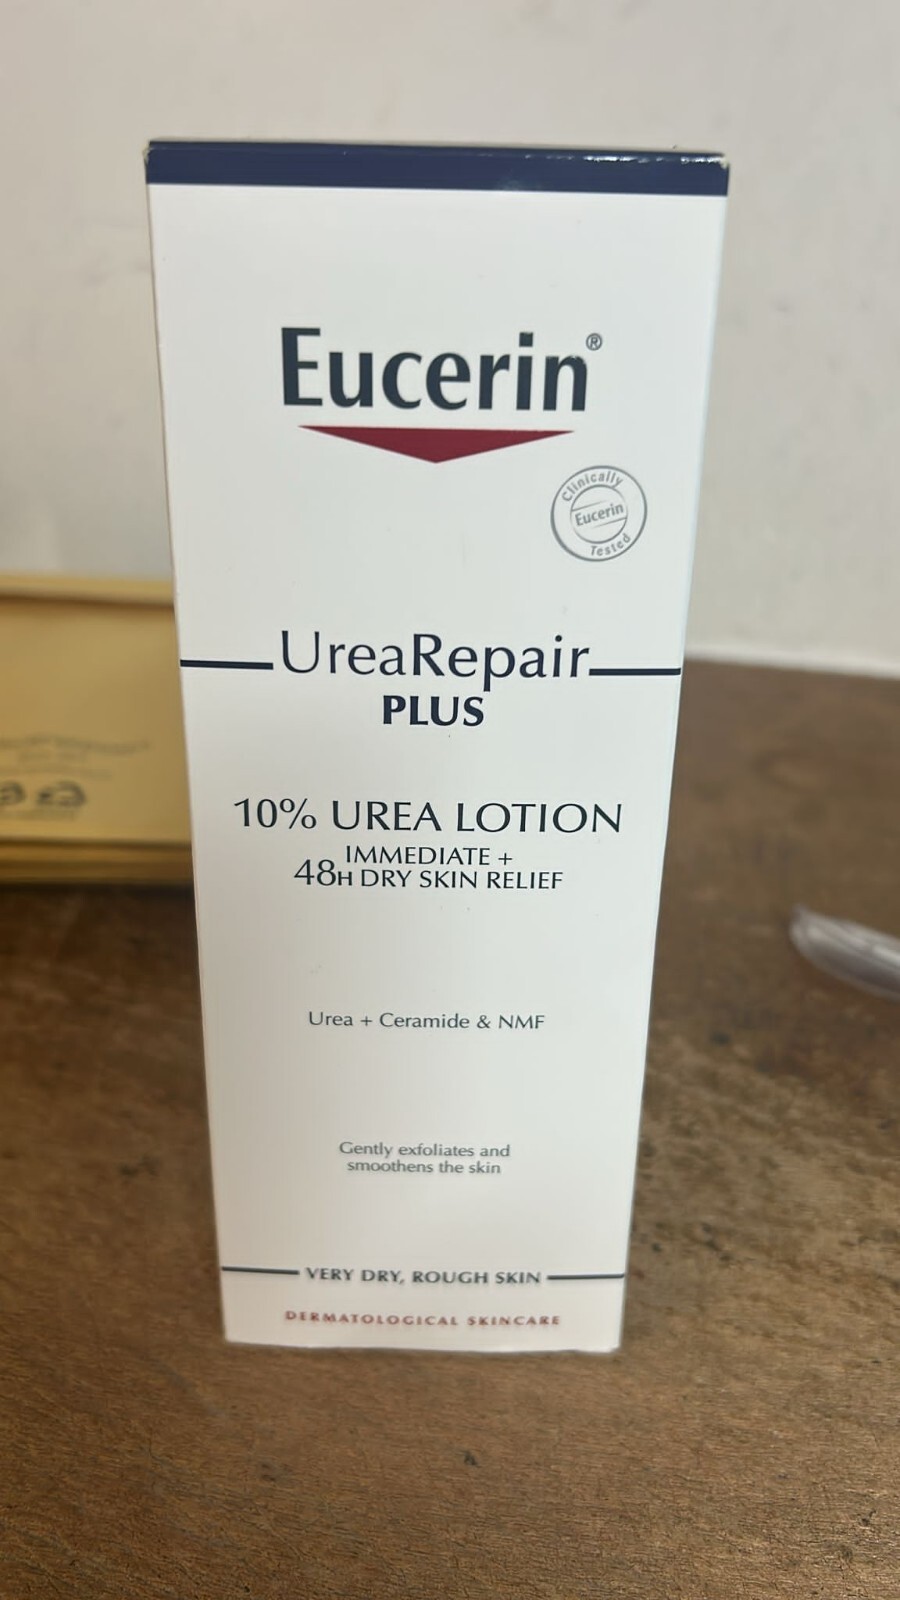 Eucerin®
Clinically
Eucerin
Tested
UreaRepair
PLUS
10% UREA LOTION
IMMEDIATE +
48H DRY SKIN RELIEF
Urea + Ceramide & NMF
Gently exfoliates and
smoothens the skin
VERY DRY, ROUGH SKIN
DERMATOLOGICAL SKINCARE